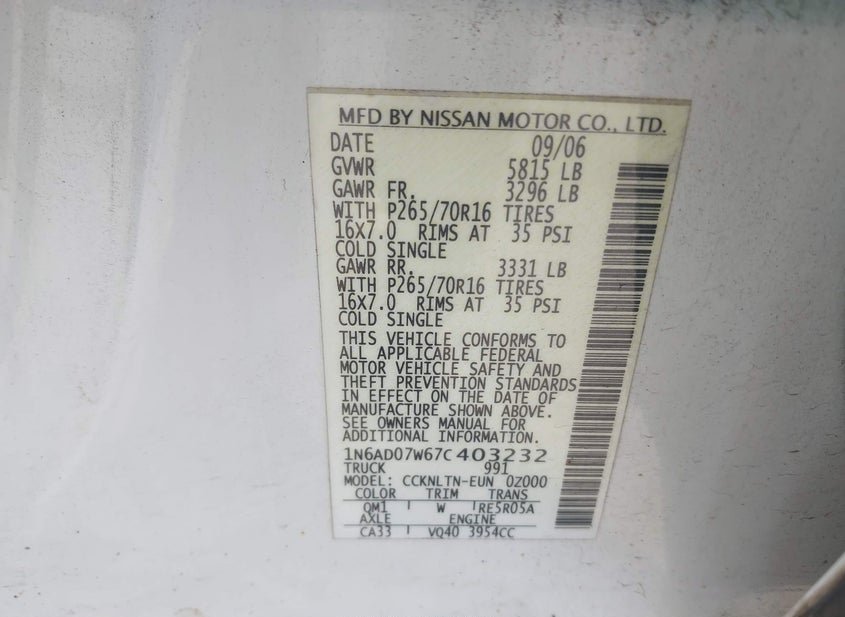 MFD BY NISSAN MOTOR CO., LTD.
DATE 09/06
GVWR 5815 LB
GAWR FR. 3296 LB
WITH P265/70R16 TIRES
16X7.0 RIMS AT 35 PSI
COLD SINGLE
GAWR RR. 3331 LB
WITH P265/70R16 TIRES
16X7.0 RIMS AT 35 PSI
COLD SINGLE
THIS VEHICLE CONFORMS TO
ALL APPLICABLE FEDERAL
MOTOR VEHICLE SAFETY AND
THEFT PREVENTION STANDARDS
IN EFFECT ON THE DATE OF
MANUFACTURE SHOWN ABOVE.
SEE OWNERS MANUAL FOR
ADDITIONAL INFORMATION.
1N6AD07W67C403232
TRUCK 991
MODEL: CCKNLTN-EUN 0Z000
COLOR TRIM TRANS
QM1 W RE5R05A
AXLE ENGINE
CA33 VQ40 3954CC